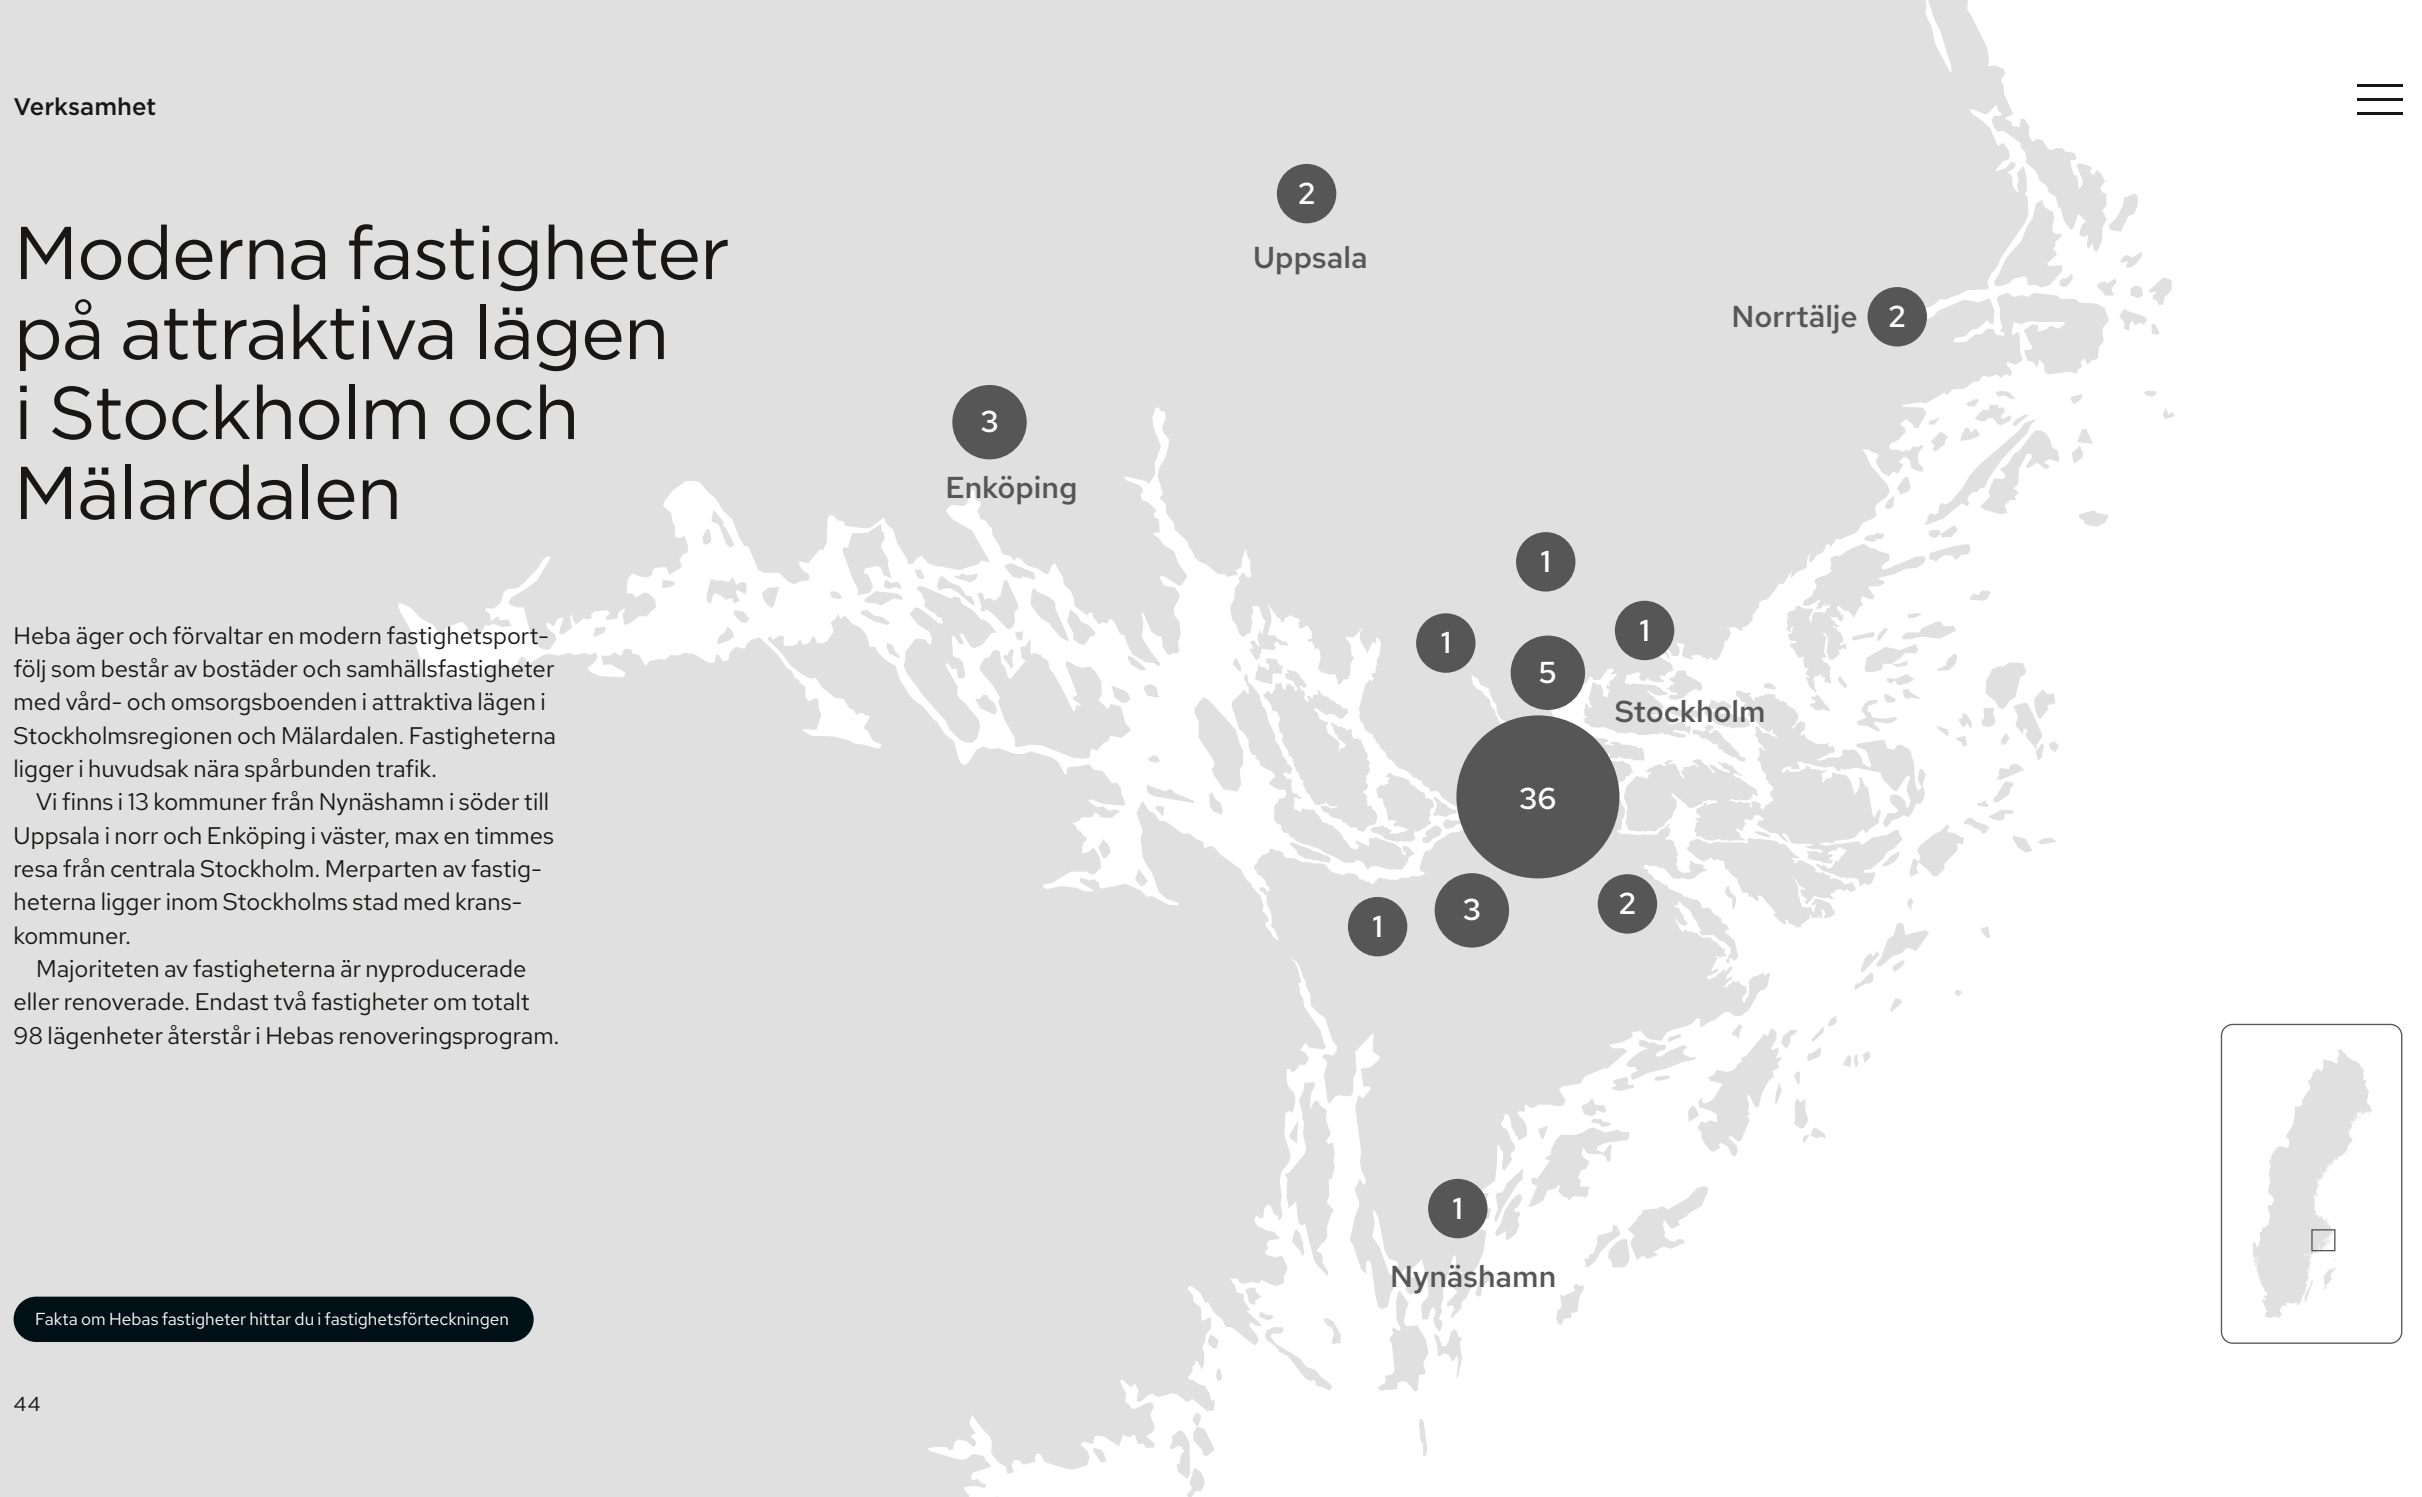 Verksamhet
Moderna fastigheter
på attraktiva lägen
i Stockholm och
Mälardalen
Heba äger och förvaltar en modern fastighetsport-
följ som består av bostäder och samhällsfastigheter
med vård- och omsorgsboenden i attraktiva lägen i
Stockholmsregionen och Mälardalen. Fastigheterna
ligger i huvudsak nära spårbunden trafik.
Vi finns i 13 kommuner från Nynäshamn i söder till
Uppsala i norr och Enköping i väster, max en timmes
resa från centrala Stockholm. Merparten av fastig-
heterna ligger inom Stockholms stad med krans-
kommuner.
Majoriteten av fastigheterna är nyproducerade
eller renoverade. Endast två fastigheter om totalt
98 lägenheter återstår i Hebas renoveringsprogram.
Fakta om Hebas fastigheter hittar du i fastighetsförteckningen
44
2
Uppsala
Norrtälje 2
3
Enköping
1
1
1
5
Stockholm
36
2
3
1
1
Nynäshamn